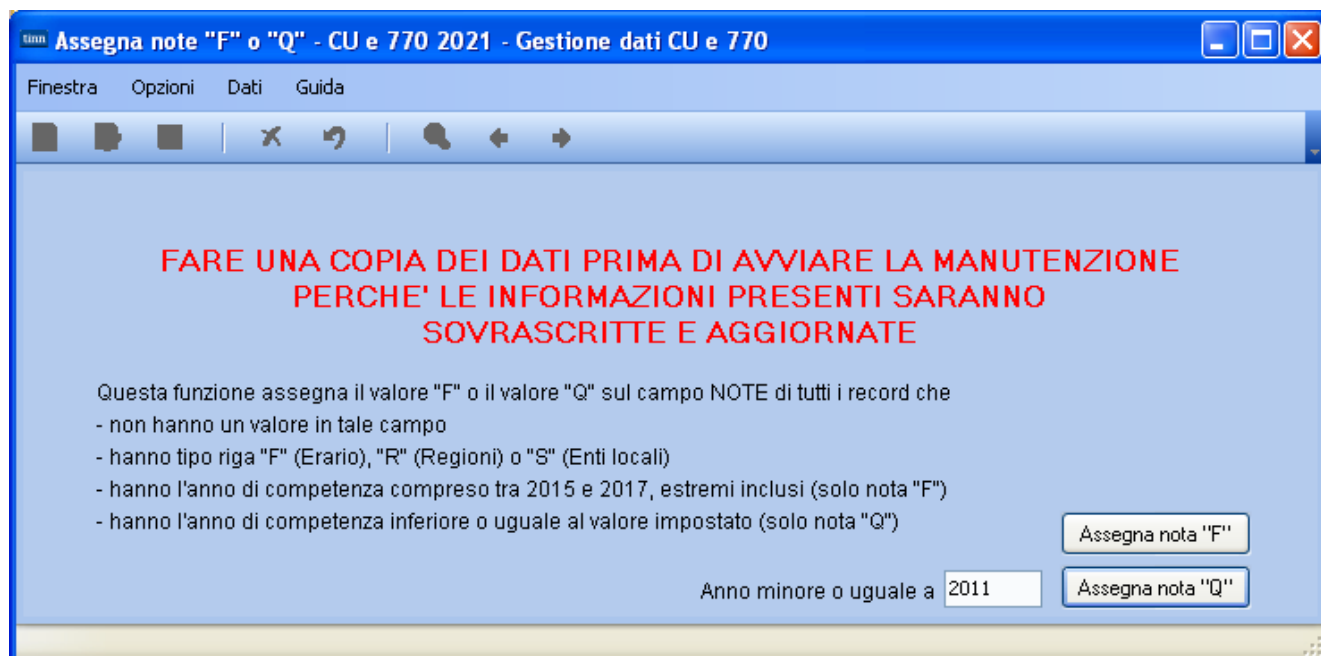 tinn Assegna note "F" o "Q" - CU e 770 2021 - Gestione dati CU e 770
Finestra Opzioni Dati Guida
FARE UNA COPIA DEI DATI PRIMA DI AVVIARE LA MANUTENZIONE
PERCHE' LE INFORMAZIONI PRESENTI SARANNO
SOVRASCRITTE E AGGIORNATE
Questa funzione assegna il valore "F" o il valore "Q" sul campo NOTE di tutti i record che
- non hanno un valore in tale campo
- hanno tipo riga "F" (Erario), "R" (Regioni) o "S" (Enti locali)
- hanno l'anno di competenza compreso tra 2015 e 2017, estremi inclusi (solo nota "F")
- hanno l'anno di competenza inferiore o uguale al valore impostato (solo nota "Q")
Assegna nota "F"
Anno minore o uguale a 2011 Assegna nota "Q"